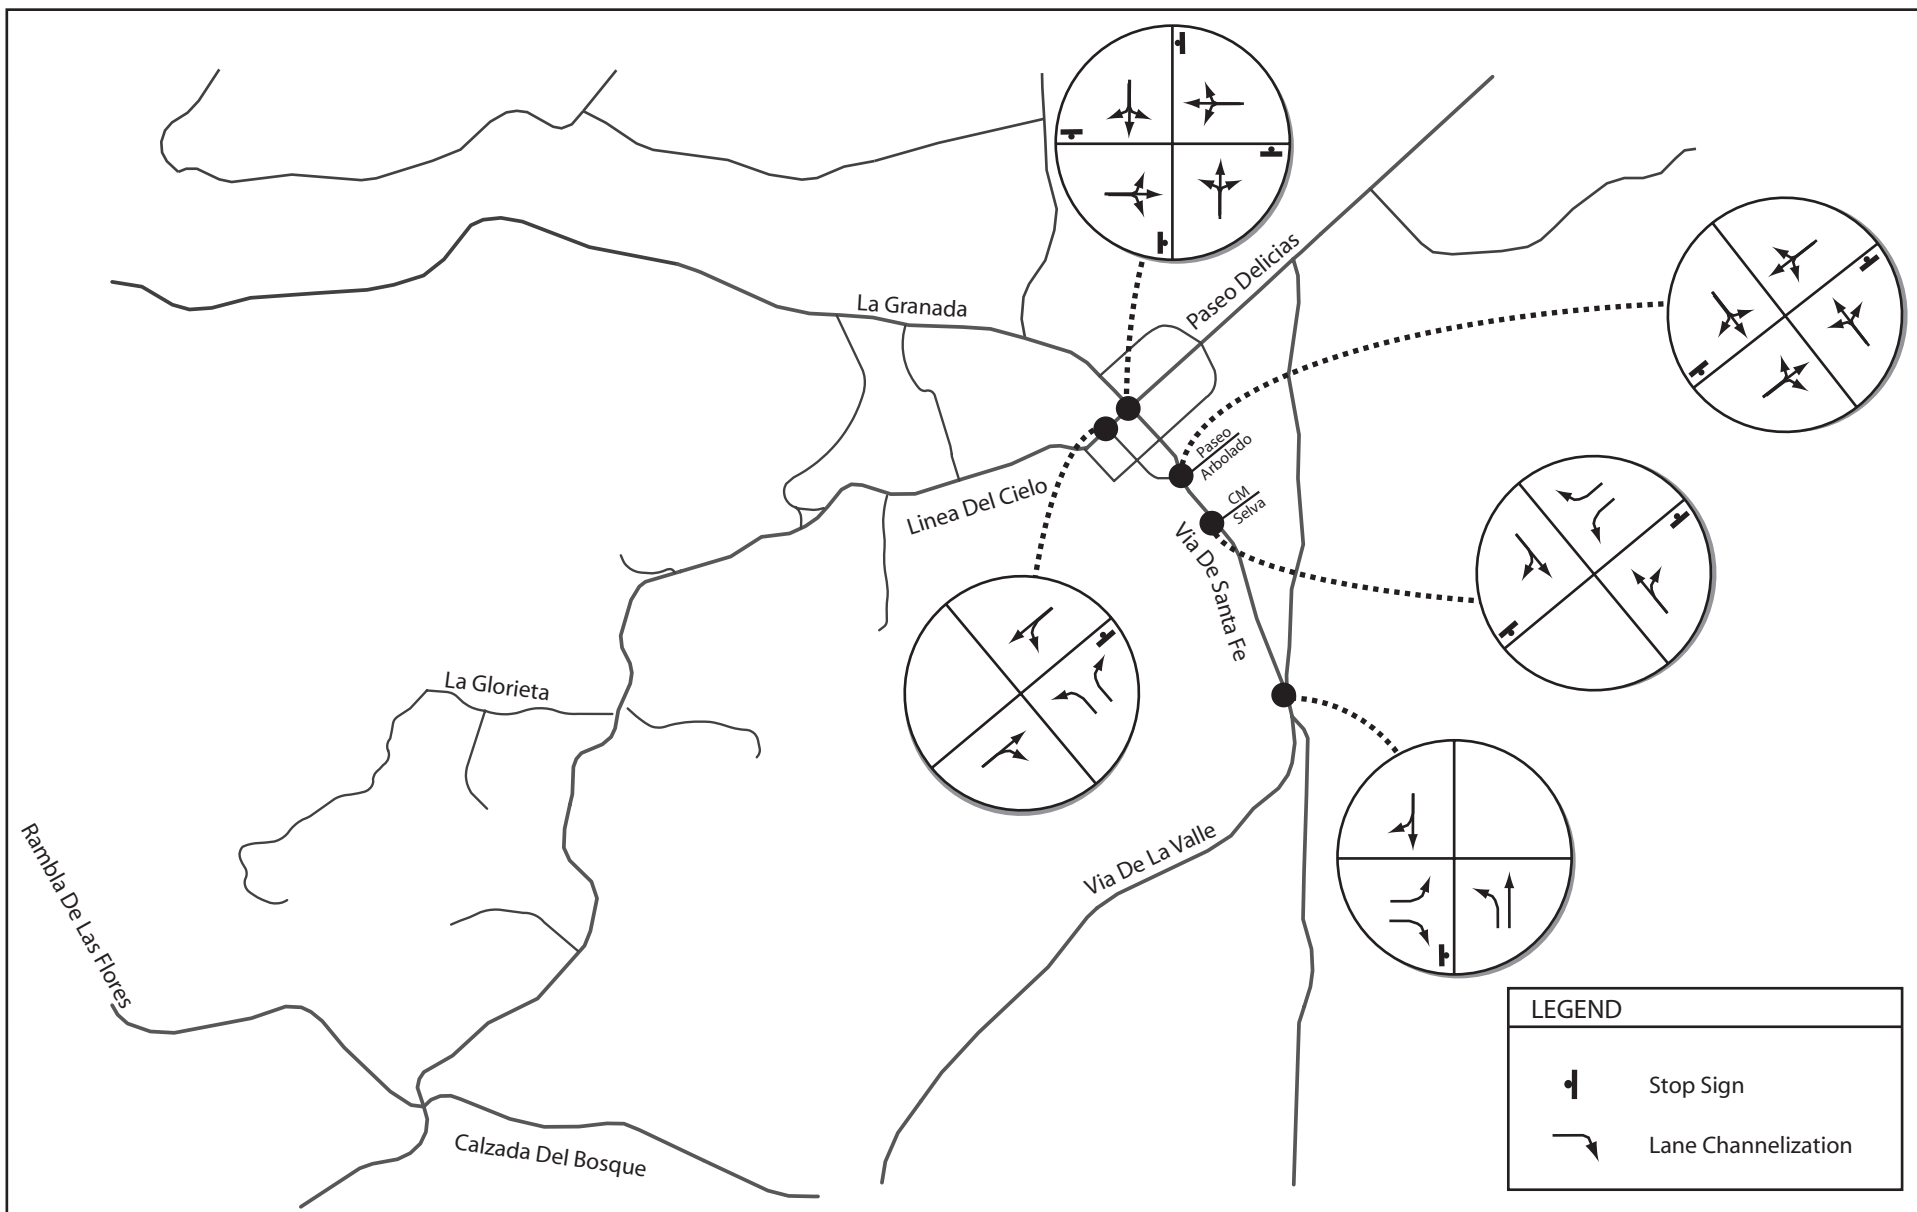 Paseo Delicias
La Granada
Paseo
Arbolado
CM
Selva
Linea Del Cielo
Via De Santa Fe
La Glorieta
Via De La Valle
Rambla De Las Flores
Calzada Del Bosque
LEGEND
Stop Sign
Lane Channelization